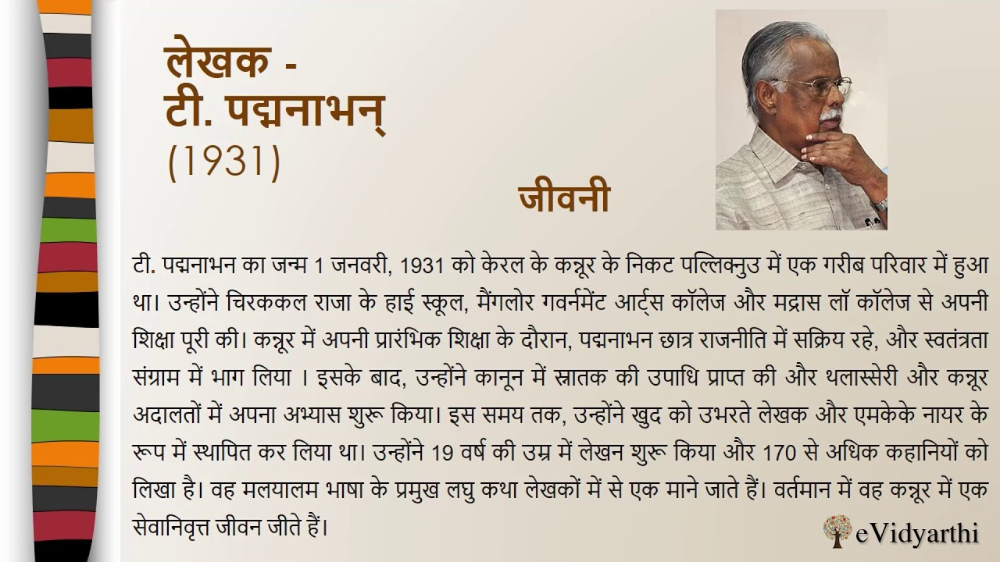 लेखक -
टी. पद्मनाभन्
(1931)
जीवनी
टी. पद्मनाभन का जन्म 1 जनवरी, 1931 को केरल के कन्नूर के निकट पल्लिक्नुउ में एक गरीब परिवार में हुआ
था। उन्होंने चिरककल राजा के हाई स्कूल, मैंगलोर गवर्नमेंट आर्ट्स कॉलेज और मद्रास लॉ कॉलेज से अपनी
शिक्षा पूरी की। कन्नूर में अपनी प्रारंभिक शिक्षा के दौरान, पद्मनाभन छात्र राजनीति में सक्रिय रहे, और स्वतंत्रता
संग्राम में भाग लिया । इसके बाद, उन्होंने कानून में स्नातक की उपाधि प्राप्त की और थलास्सेरी और कन्नूर
अदालतों में अपना अभ्यास शुरू किया। इस समय तक, उन्होंने खुद को उभरते लेखक और एमकेके नायर के
रूप में स्थापित कर लिया था। उन्होंने 19 वर्ष की उम्र में लेखन शुरू किया और 170 से अधिक कहानियों को
लिखा है। वह मलयालम भाषा के प्रमुख लघु कथा लेखकों में से एक माने जाते हैं। वर्तमान में वह कन्नूर में एक
सेवानिवृत्त जीवन जीते हैं।
eVidyarthi